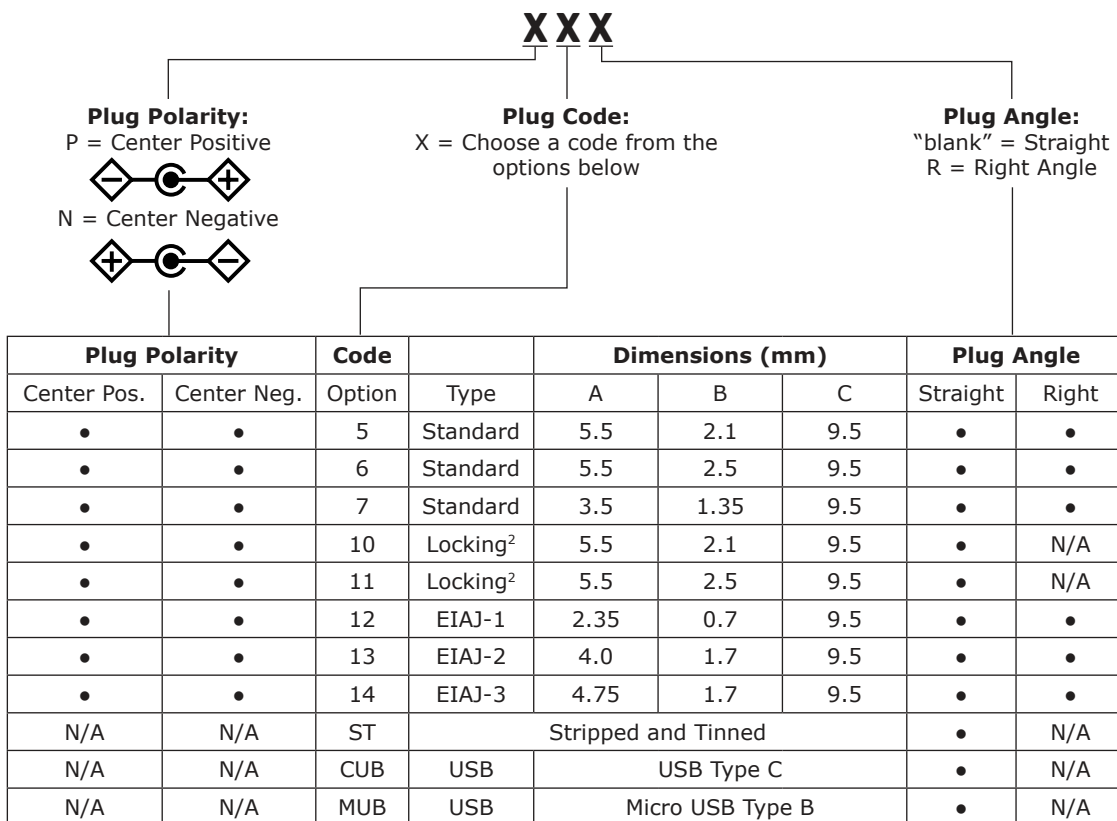 X X X
Plug Polarity:
P = Center Positive
N = Center Negative
Plug Code:
X = Choose a code from the
options below
Plug Angle:
“blank” = Straight
R = Right Angle
Plug Polarity Code Dimensions (mm) Plug Angle
Center Pos. Center Neg. Option Type A B C Straight Right
● ● 5 Standard 5.5 2.1 9.5 ● ●
● ● 6 Standard 5.5 2.5 9.5 ● ●
● ● 7 Standard 3.5 1.35 9.5 ● ●
● ● 10 Locking² 5.5 2.1 9.5 ● N/A
● ● 11 Locking² 5.5 2.5 9.5 ● N/A
● ● 12 EIAJ-1 2.35 0.7 9.5 ● ●
● ● 13 EIAJ-2 4.0 1.7 9.5 ● ●
● ● 14 EIAJ-3 4.75 1.7 9.5 ● ●
N/A N/A ST Stripped and Tinned ● N/A
N/A N/A CUB USB USB Type C ● N/A
N/A N/A MUB USB Micro USB Type B ● N/A